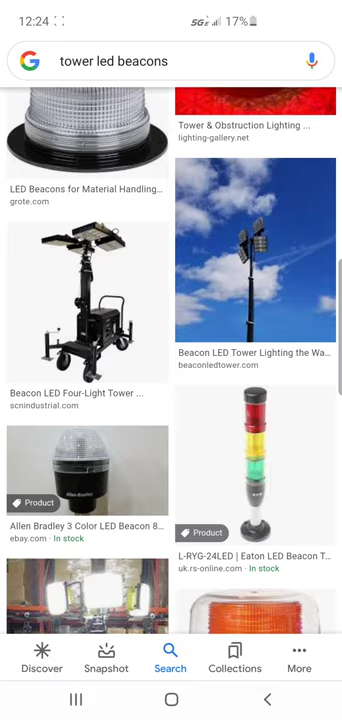 12:24
5GE 17%
tower led beacons
LED Beacons for Material Handling...
grote.com
Tower & Obstruction Lighting ...
lighting-gallery.net
Beacon LED Four-Light Tower ...
scnindustrial.com
Beacon LED Tower Lighting the Wa...
beaconledtower.com
Allen-Bradley
Product
Allen Bradley 3 Color LED Beacon 8...
ebay.com · In stock
Product
L-RYG-24LED | Eaton LED Beacon T...
uk.rs-online.com · In stock
Discover Snapshot Search Collections More